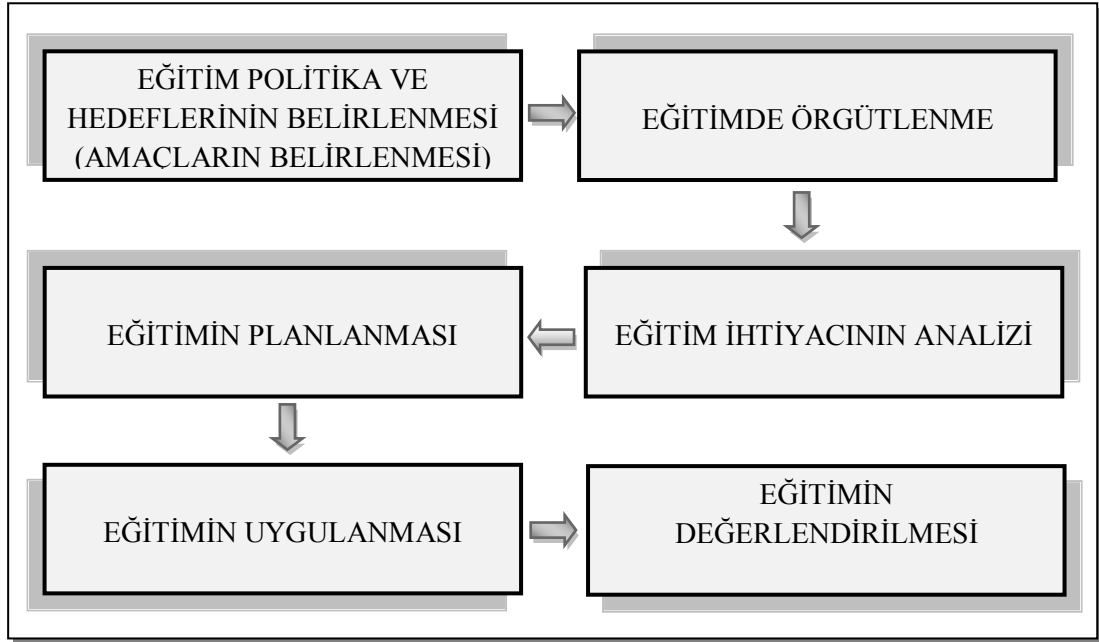 EĞİTİM POLİTİKA VE
HEDEFLERİNİN BELİRLENMESİ
(AMAÇLARIN BELİRLENMESİ)
EĞİTİMDE ÖRGÜTLENME
EĞİTİM İHTİYACININ ANALİZİ
EĞİTİMİN PLANLANMASI
EĞİTİMİN UYGULANMASI
EĞİTİMİN
DEĞERLENDİRİLMESİ